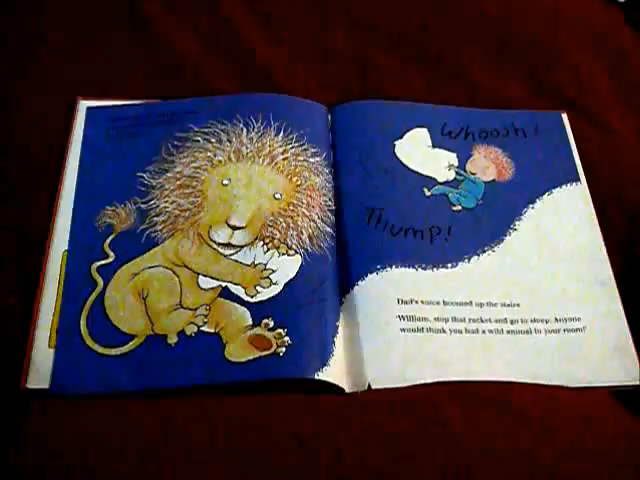 Whoosh!
Thump!
Dad's voice boomed up the stairs
'William, stop that racket and go to sleep. Anyone
would think you had a wild animal in your room!'